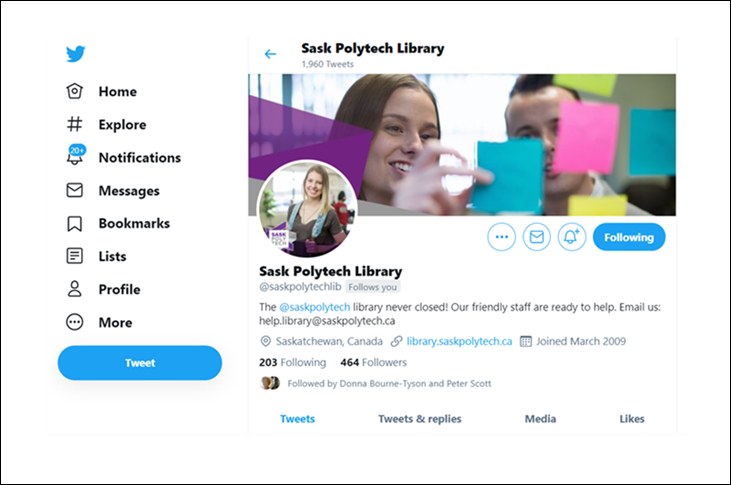 Home
Explore
20+
Notifications
Messages
Bookmarks
Lists
Profile
More
Tweet
Sask Polytech Library
1,960 Tweets
SASK
POLY
TECH
Following
Sask Polytech Library
@saskpolytechlib Follows you
The @saskpolytech library never closed! Our friendly staff are ready to help. Email us:
help.library@saskpolytech.ca
Saskatchewan, Canada library.saskpolytech.ca Joined March 2009
203 Following 464 Followers
Followed by Donna Bourne-Tyson and Peter Scott
Tweets Tweets & replies Media Likes